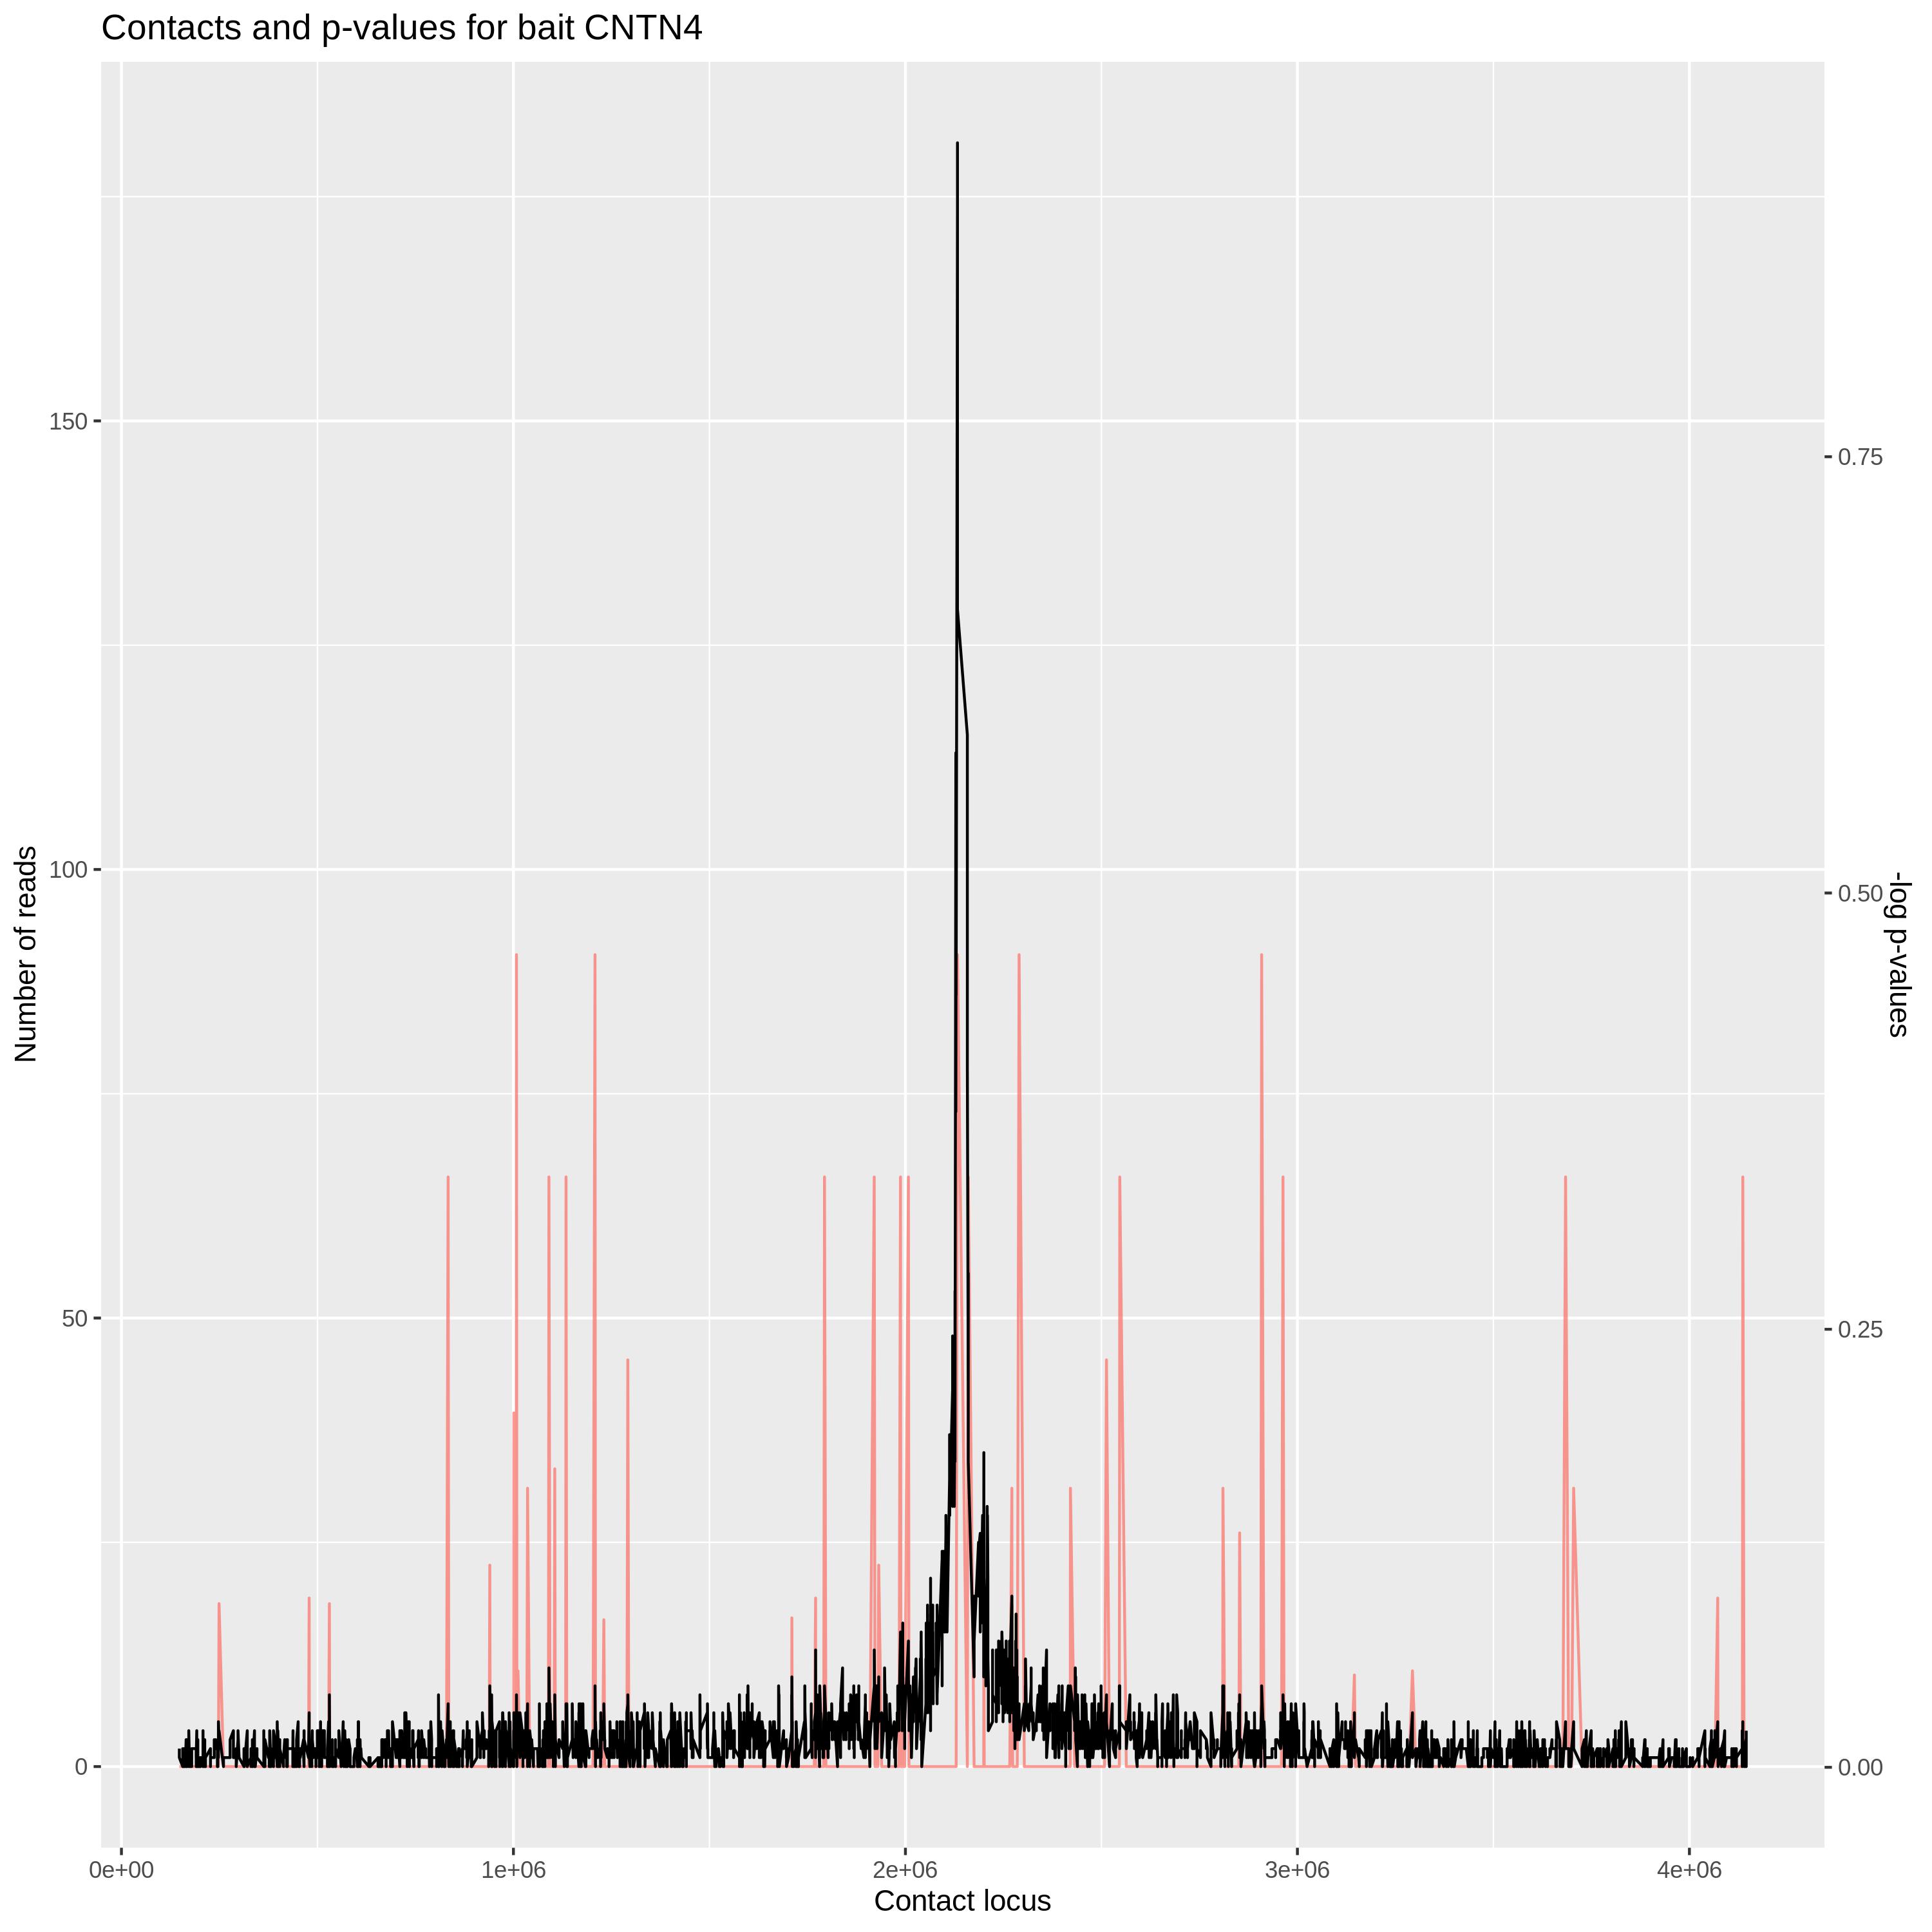 Contacts and p-values for bait CNTN4
150
100
50
0
Number of reads
0.75
0.50
0.25
0.00
-log p-values
0e+00
1e+06
2e+06
3e+06
4e+06
Contact locus